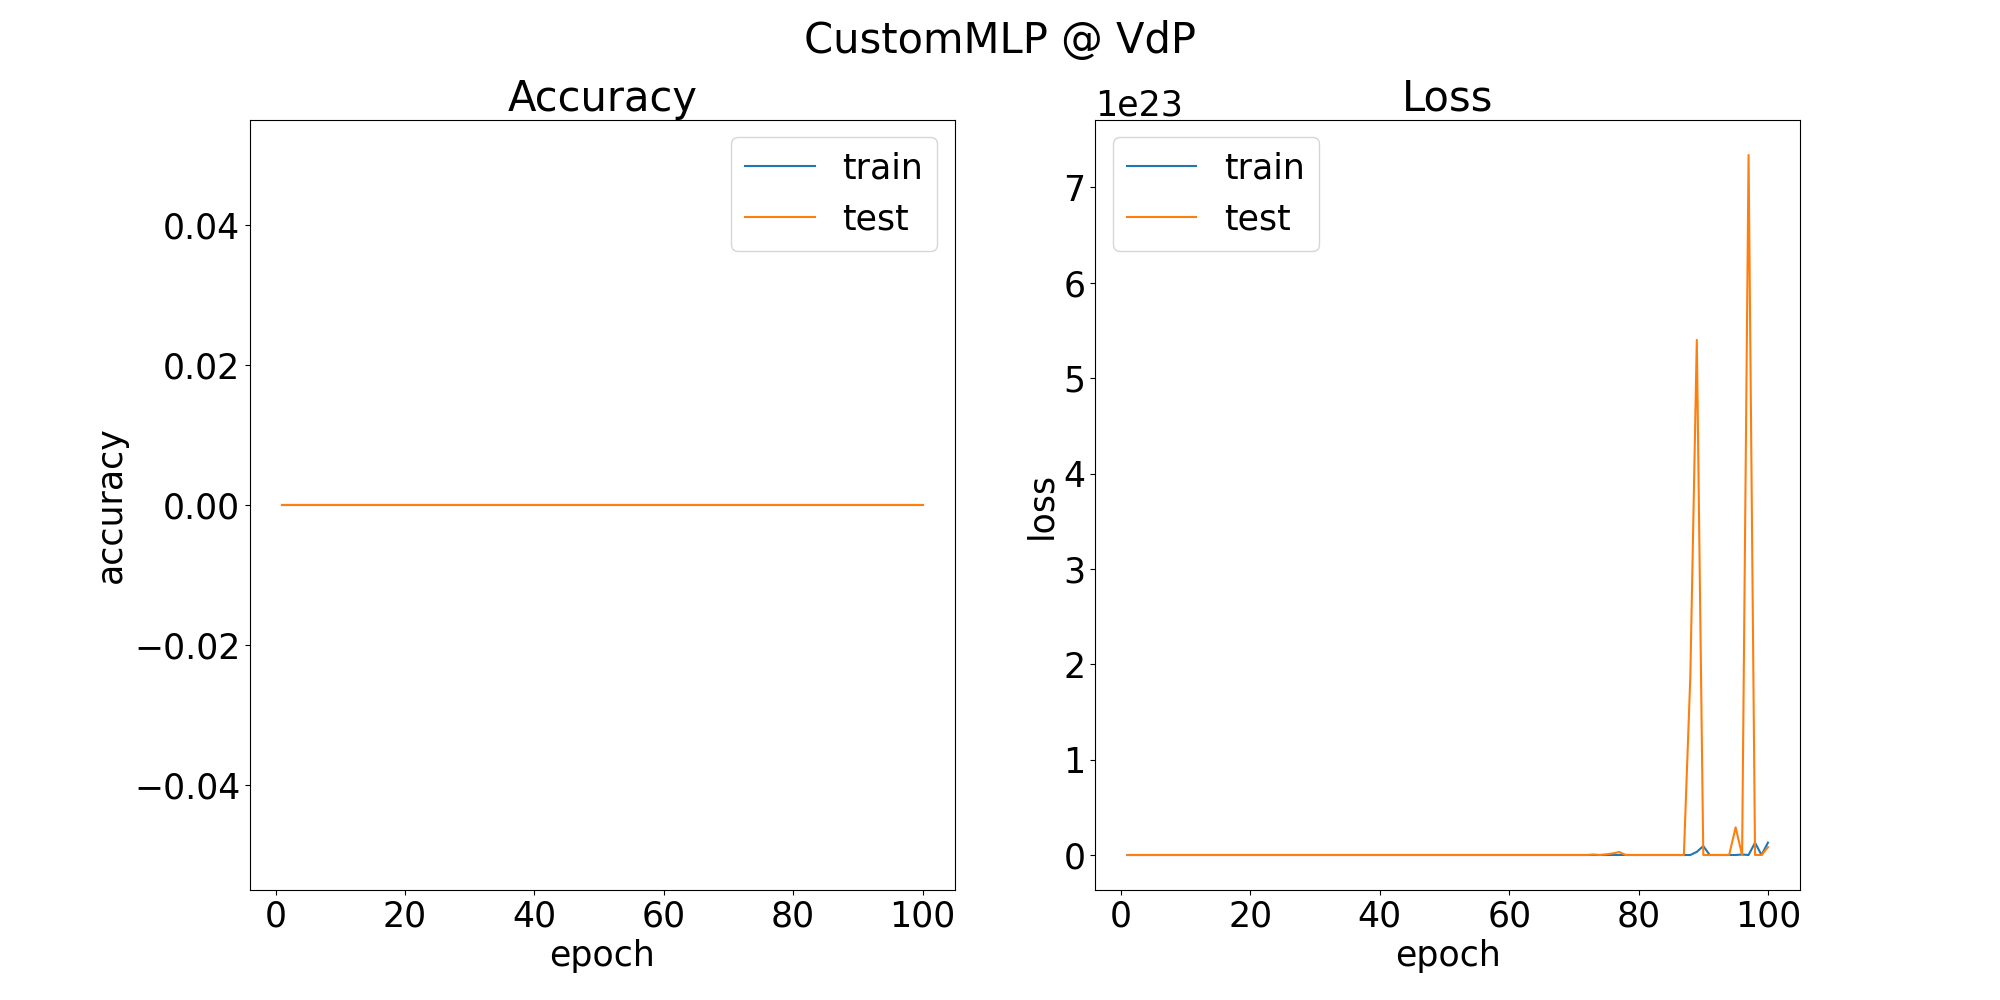 CustomMLP @ VdP
Accuracy
train
test
0.04
0.02
0.00
−0.02
−0.04
accuracy
0 20 40 60 80 100
epoch
Loss
1e23
train
test
7
6
5
4
3
2
1
0
loss
0 20 40 60 80 100
epoch